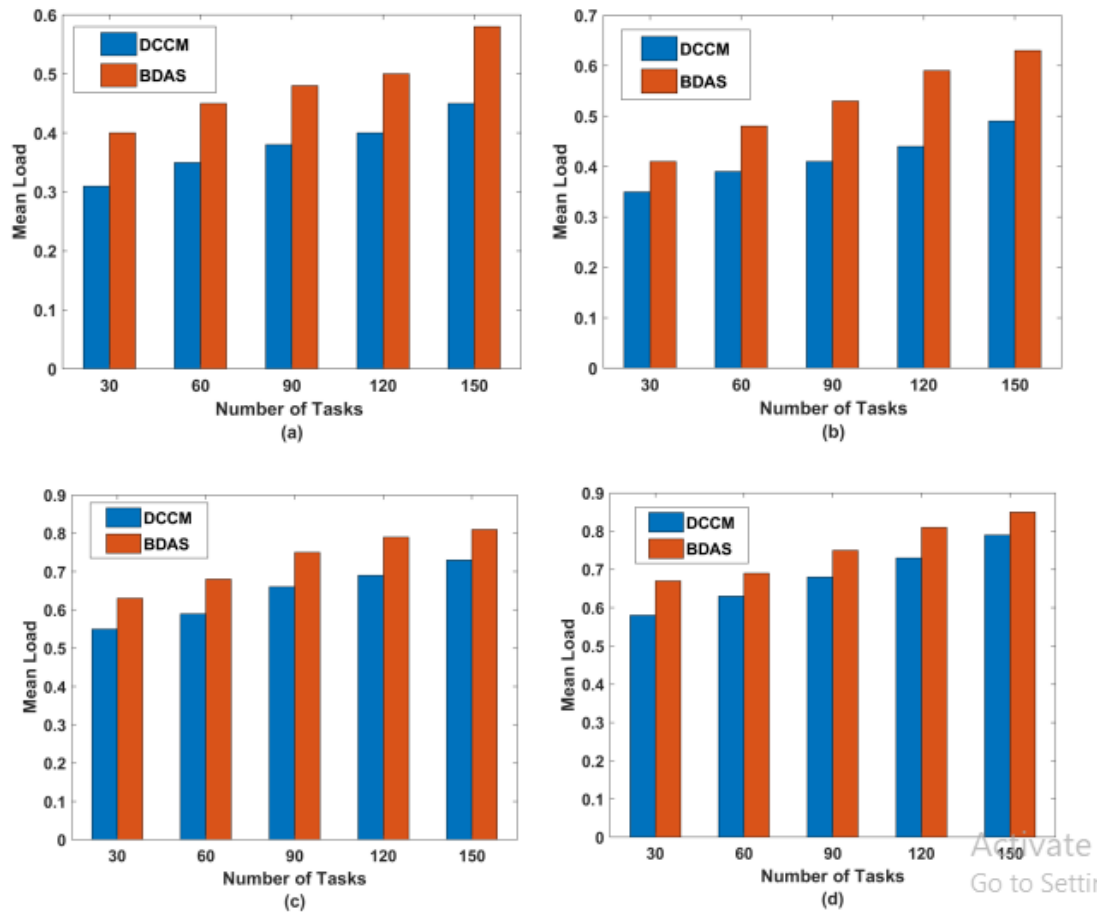 0.6
0.5
0.4
0.3
0.2
0.1
0
Mean Load
DCCM
BDAS
30 60 90 120 150
Number of Tasks
(a)
0.7
0.6
0.5
0.4
0.3
0.2
0.1
0
Mean Load
DCCM
BDAS
30 60 90 120 150
Number of Tasks
(b)
0.9
0.8
0.7
0.6
0.5
0.4
0.3
0.2
0.1
0
Mean Load
DCCM
BDAS
30 60 90 120 150
Number of Tasks
(c)
0.9
0.8
0.7
0.6
0.5
0.4
0.3
0.2
0.1
0
Mean Load
DCCM
BDAS
30 60 90 120 150
Number of Tasks
(d)
Activate
Go to Settin